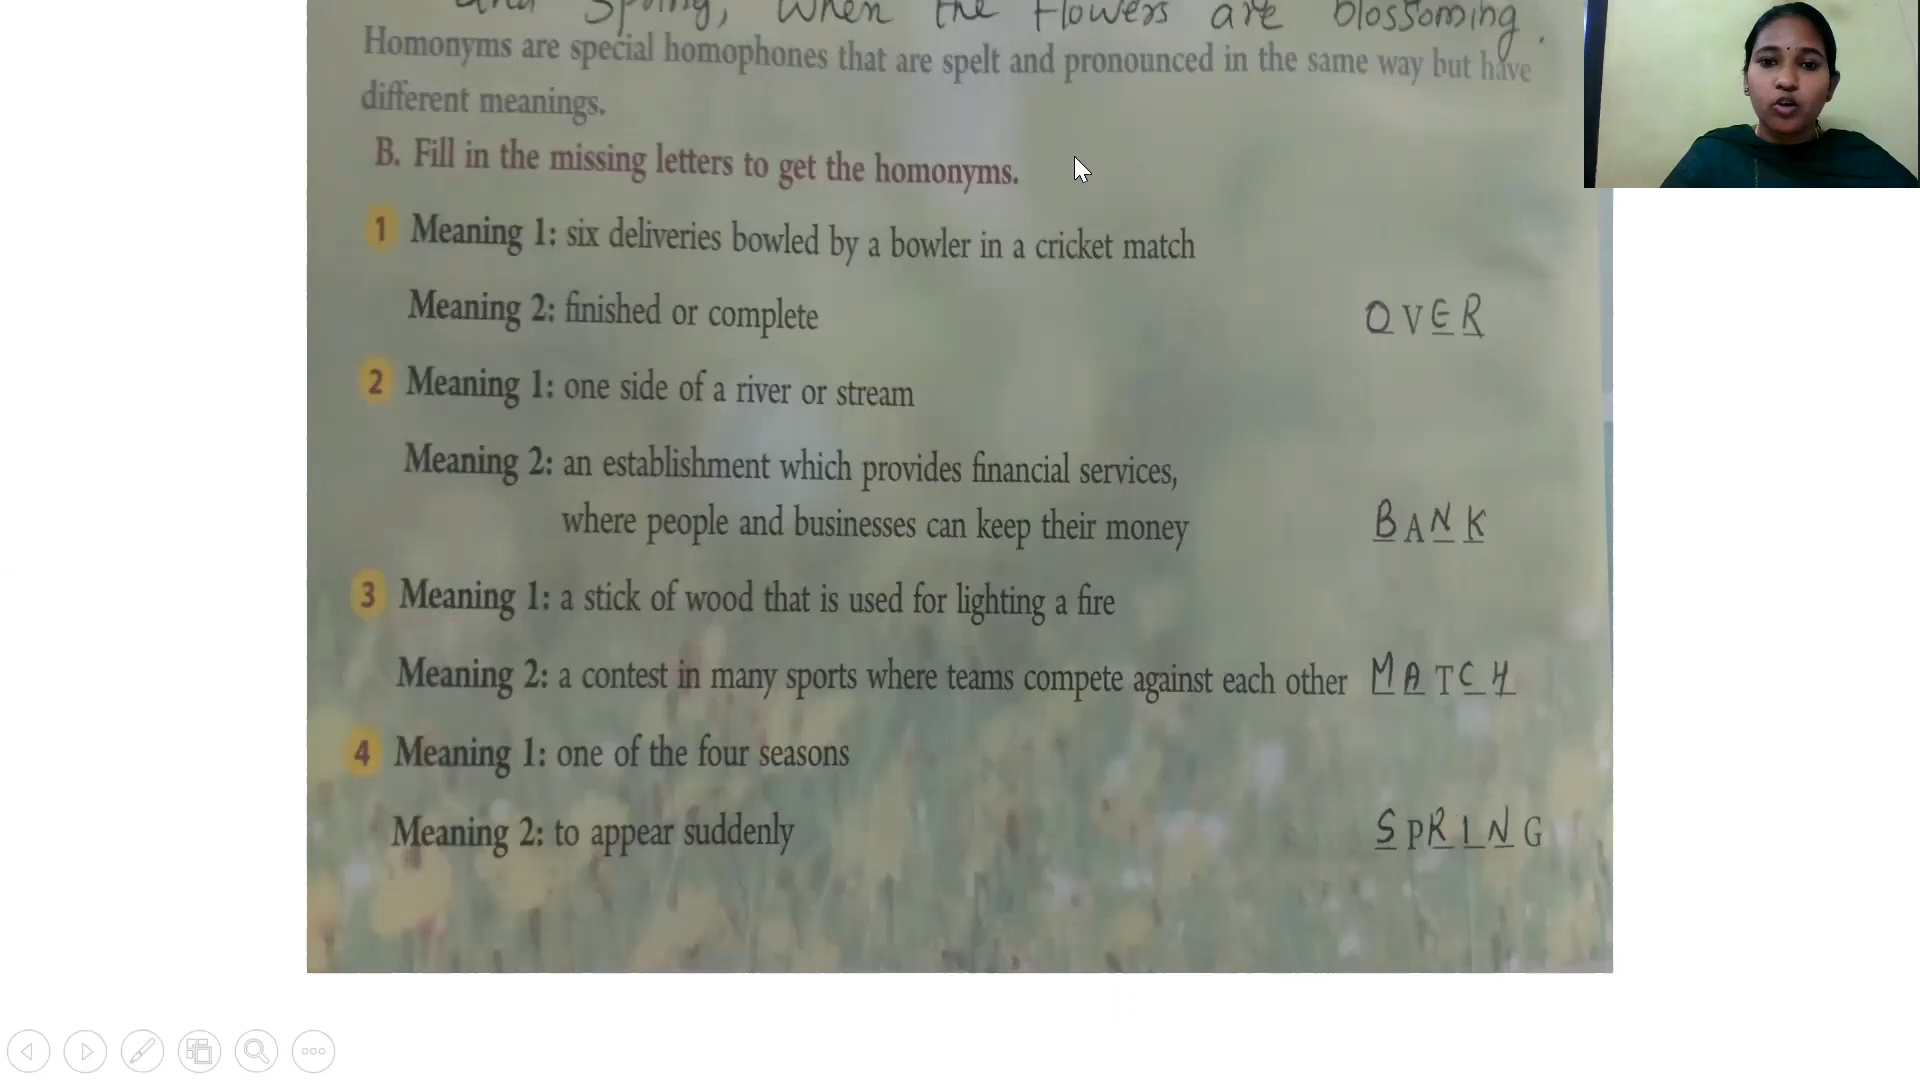 and Spring, when the flowers are blossoming.
Homonyms are special homophones that are spelt and pronounced in the same way but have
different meanings.
B. Fill in the missing letters to get the homonyms.
1 Meaning 1: six deliveries bowled by a bowler in a cricket match
Meaning 2: finished or complete OVER
2 Meaning 1: one side of a river or stream
Meaning 2: an establishment which provides financial services,
where people and businesses can keep their money BANK
3 Meaning 1: a stick of wood that is used for lighting a fire
Meaning 2: a contest in many sports where teams compete against each other MATCH
4 Meaning 1: one of the four seasons
Meaning 2: to appear suddenly SPRING